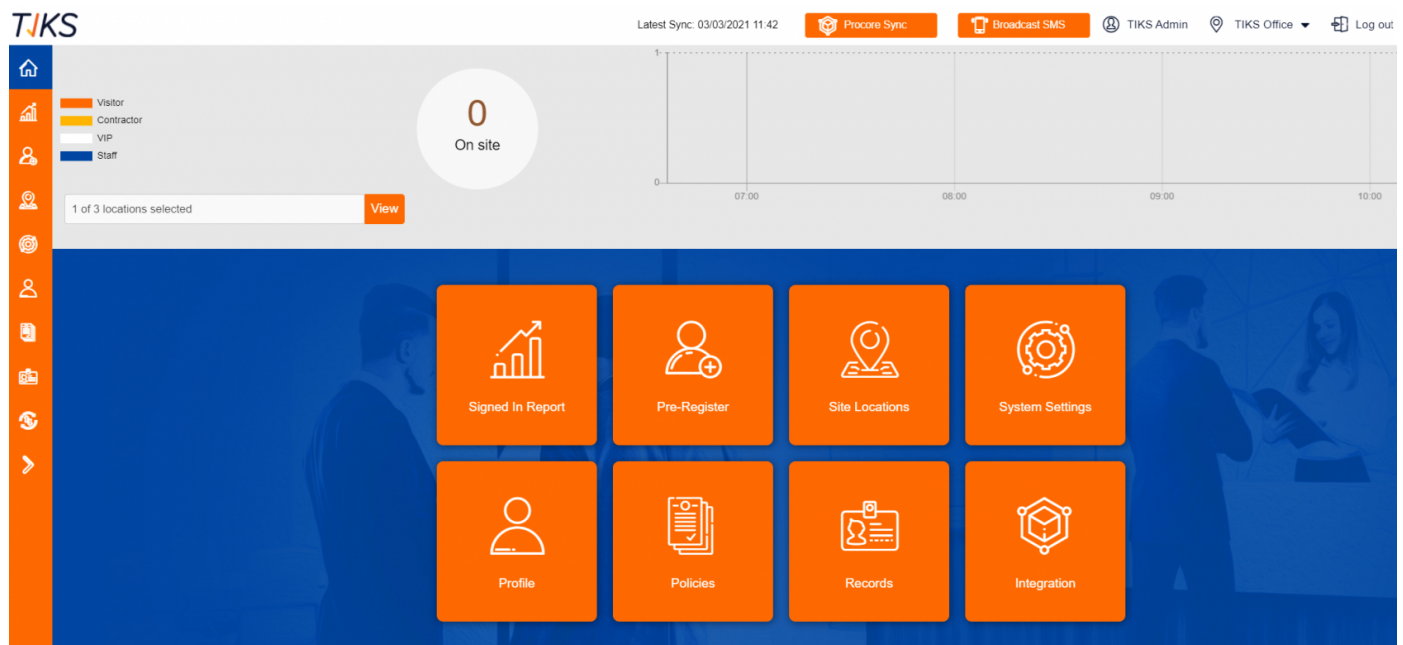 TIKS
Latest Sync: 03/03/2021 11:42
Procore Sync
Broadcast SMS
TIKS Admin
TIKS Office
Log out
Visitor
Contractor
VIP
Staff
0
On site
1 of 3 locations selected
View
1
0
07:00
08:00
09:00
10:00
Signed In Report
Pre-Register
Site Locations
System Settings
Profile
Policies
Records
Integration